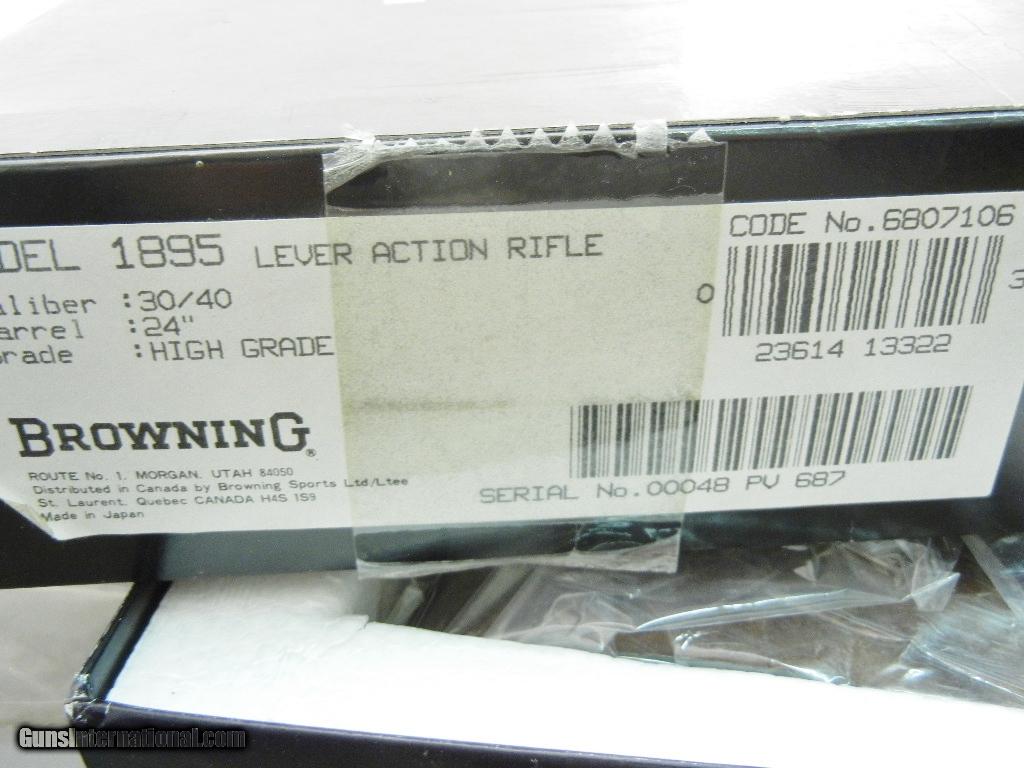 DEL 1895 LEVER ACTION RIFLE
aliber : 30/40
arrel : 24"
rade : HIGH GRADE
CODE No. 6807106
0 23614 13322 3
BROWNING®
ROUTE No. 1, MORGAN, UTAH 84050
Distributed in Canada by Browning Sports Ltd/Ltee
St. Laurent, Quebec CANADA H4S 1S9
Made in Japan
SERIAL No. 00048 PV 687
GunsInternational.com